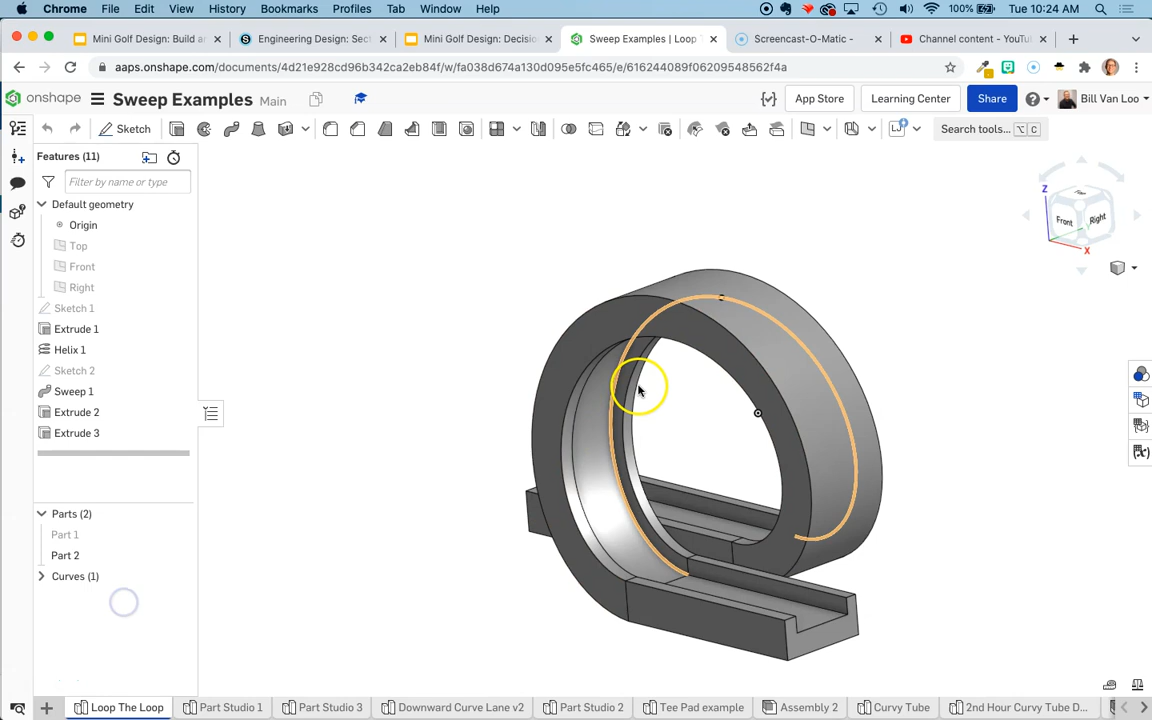 Chrome File Edit View History Bookmarks Profiles Tab Window Help 100% Tue 10:24 AM
Mini Golf Design: Build ar Engineering Design: Sect Mini Golf Design: Decision Sweep Examples | Loop T Screencast-O-Matic - Channel content - YouTu
aaps.onshape.com/documents/4d21e928cd96b342ca2eb84f/w/fa038d674a130d095e5fc465/e/616244089f06209548562f4a
onshape Sweep Examples Main App Store Learning Center Share Bill Van Loo
Sketch Search tools... ⌥ C
Features (11)
Filter by name or type
Default geometry
Origin
Top
Front
Right
Sketch 1
Extrude 1
Helix 1
Sketch 2
Sweep 1
Extrude 2
Extrude 3
Parts (2)
Part 1
Part 2
Curves (1)
Z
Top
Front Right
X
Loop The Loop Part Studio 1 Part Studio 3 Downward Curve Lane v2 Part Studio 2 Tee Pad example Assembly 2 Curvy Tube 2nd Hour Curvy Tube D...